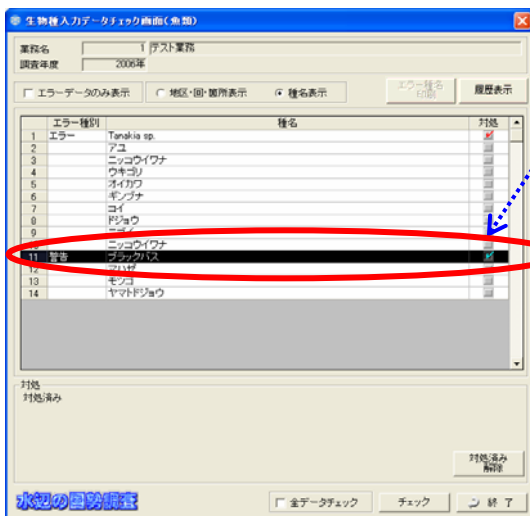 生物種入力データチェック画面(魚類)
業務名 1 テスト業務
調査年度 2006年
エラーデータのみ表示 地区・回・箇所表示 種名表示 エラー種名印刷 履歴表示
エラー種別 種名 対処
1 エラー Tanakia sp.
2 アユ
3 ニッコウイワナ
4 ウキゴリ
5 オイカワ
6 ギンブナ
7 コイ
8 ドジョウ
9 ニゴイ
10 ニッコウイワナ
11 警告 ブラックバス
12 マハゼ
13 モツゴ
14 ヤマトドジョウ
対処
対処済み
対処済み解除
水辺の国勢調査 全データチェック チェック 終 了